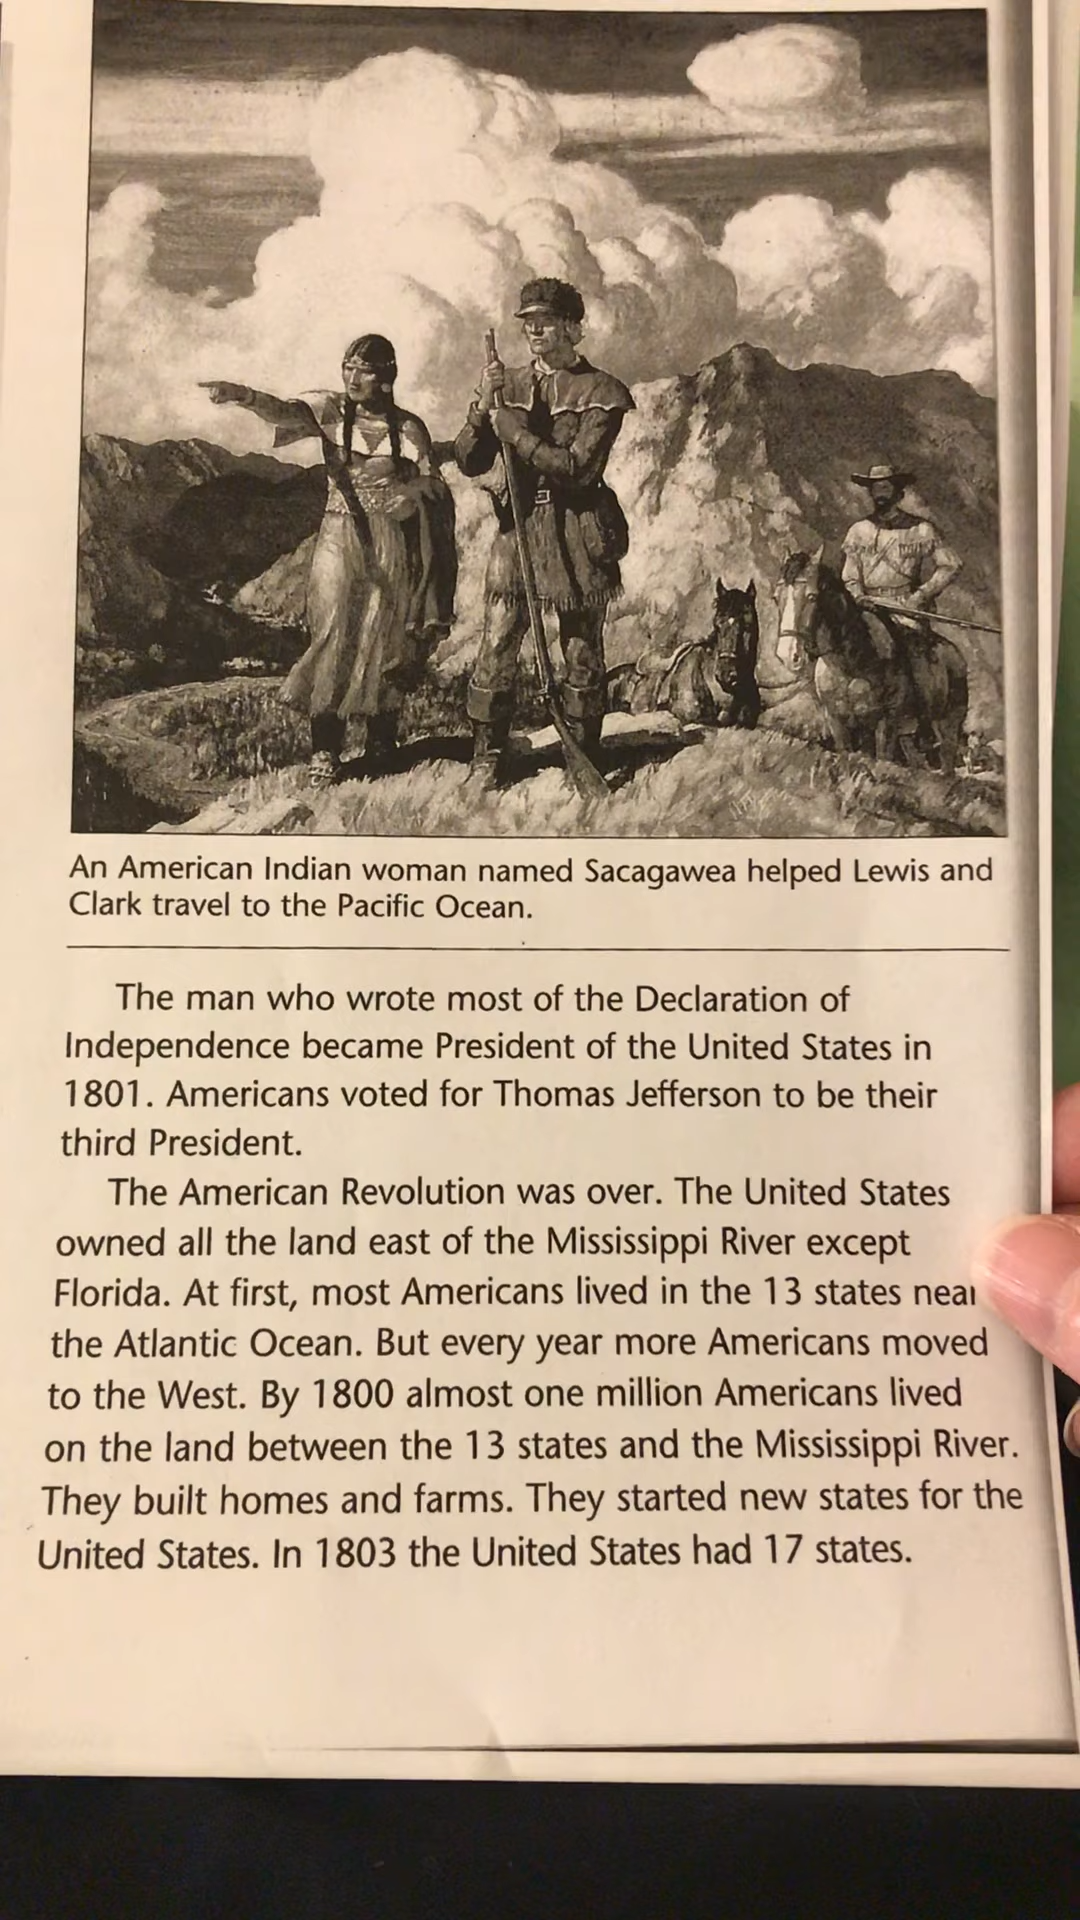 An American Indian woman named Sacagawea helped Lewis and
Clark travel to the Pacific Ocean.
The man who wrote most of the Declaration of
Independence became President of the United States in
1801. Americans voted for Thomas Jefferson to be their
third President.
The American Revolution was over. The United States
owned all the land east of the Mississippi River except
Florida. At first, most Americans lived in the 13 states near
the Atlantic Ocean. But every year more Americans moved
to the West. By 1800 almost one million Americans lived
on the land between the 13 states and the Mississippi River.
They built homes and farms. They started new states for the
United States. In 1803 the United States had 17 states.